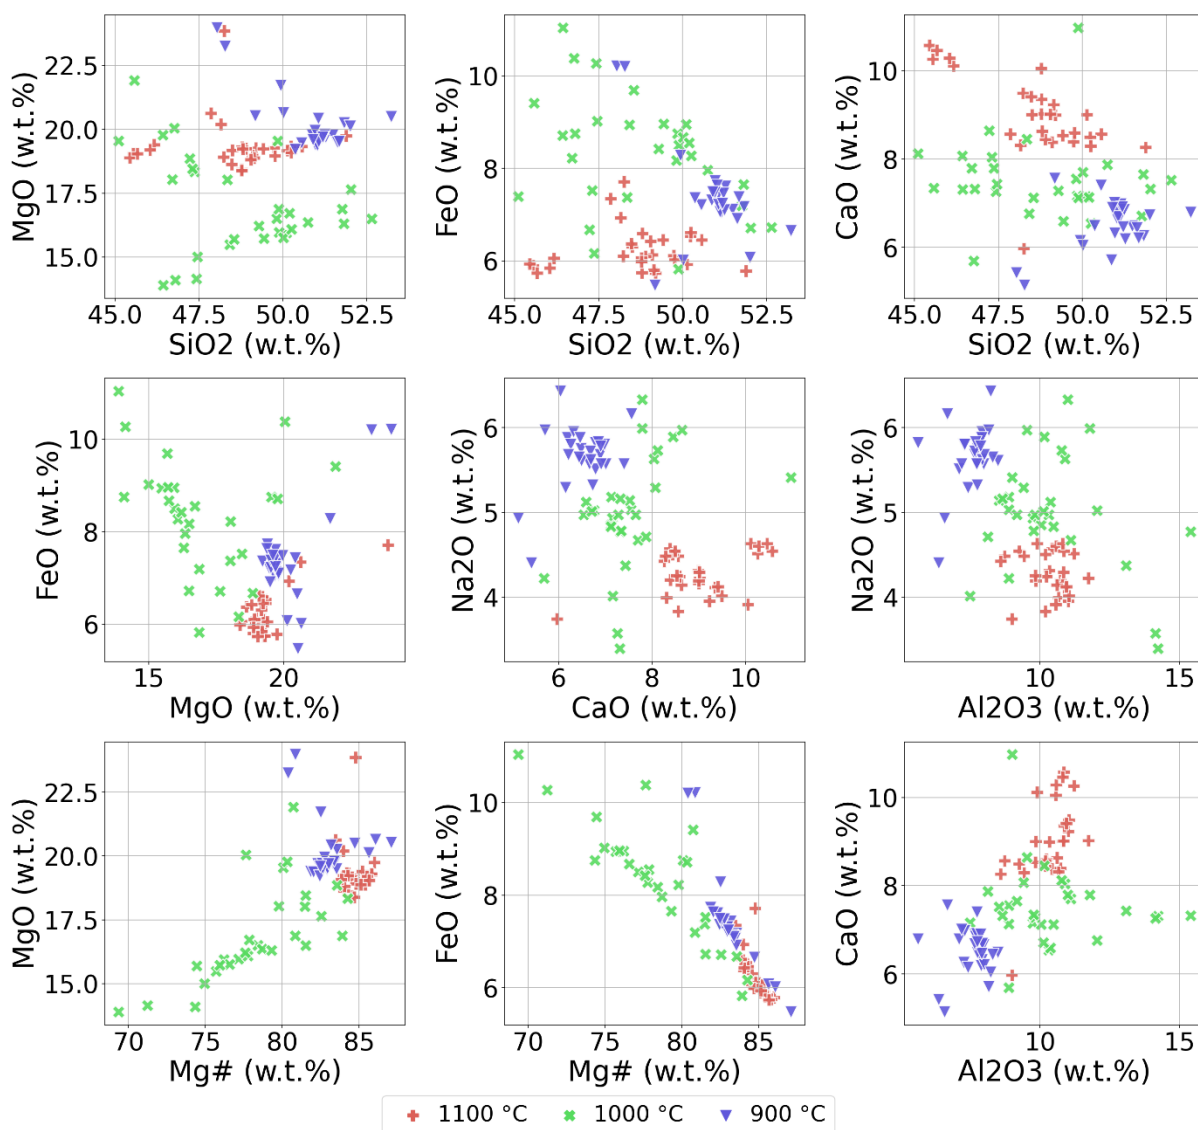 22.5
20.0
17.5
15.0
MgO (w.t.%)
45.0 47.5 50.0 52.5
SiO2 (w.t.%)
10
8
6
FeO (w.t.%)
45.0 47.5 50.0 52.5
SiO2 (w.t.%)
10
8
6
CaO (w.t.%)
45.0 47.5 50.0 52.5
SiO2 (w.t.%)
10
8
6
FeO (w.t.%)
15 20
MgO (w.t.%)
6
5
4
Na2O (w.t.%)
6 8 10
CaO (w.t.%)
6
5
4
Na2O (w.t.%)
10 15
Al2O3 (w.t.%)
22.5
20.0
17.5
15.0
MgO (w.t.%)
70 75 80 85
Mg# (w.t.%)
10
8
6
FeO (w.t.%)
70 75 80 85
Mg# (w.t.%)
10
8
6
CaO (w.t.%)
10 15
Al2O3 (w.t.%)
1100 °C 1000 °C 900 °C